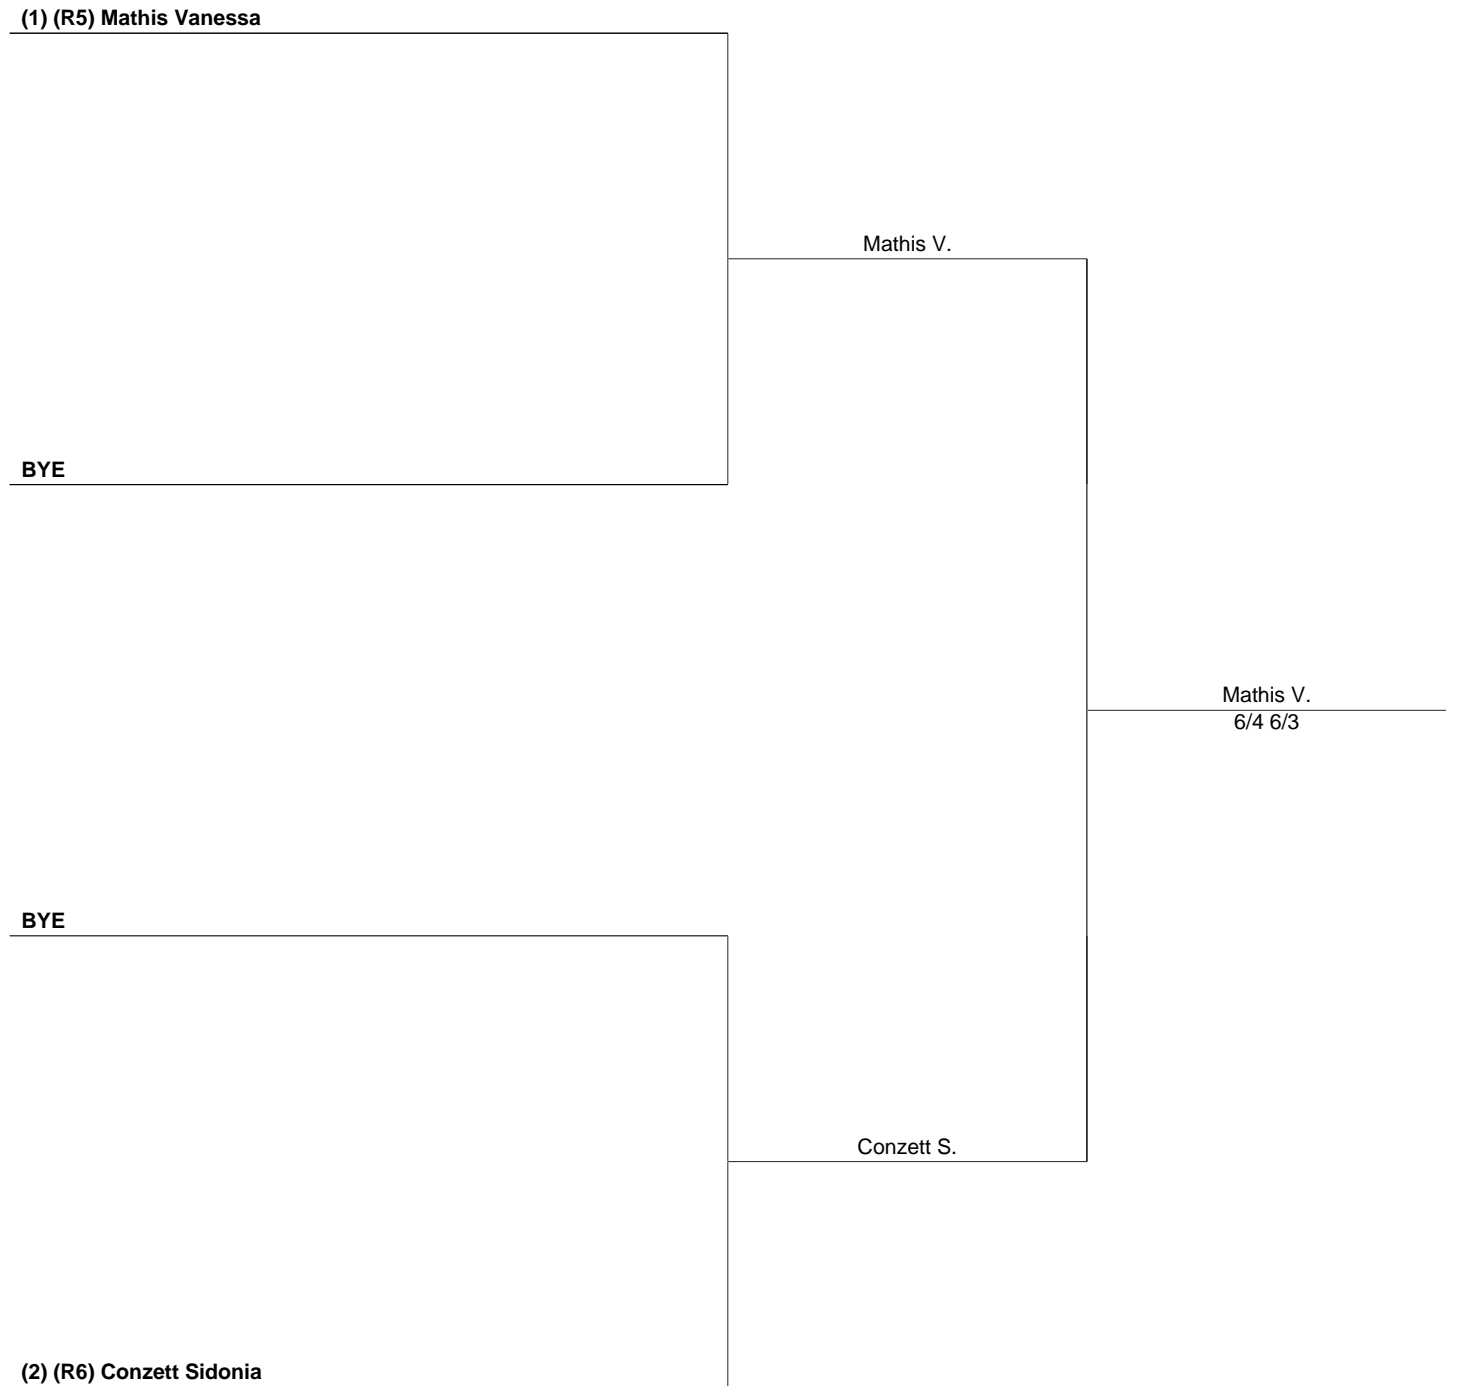 (1) (R5) Mathis Vanessa
Mathis V.
BYE
Mathis V.
6/4 6/3
BYE
Conzett S.
(2) (R6) Conzett Sidonia